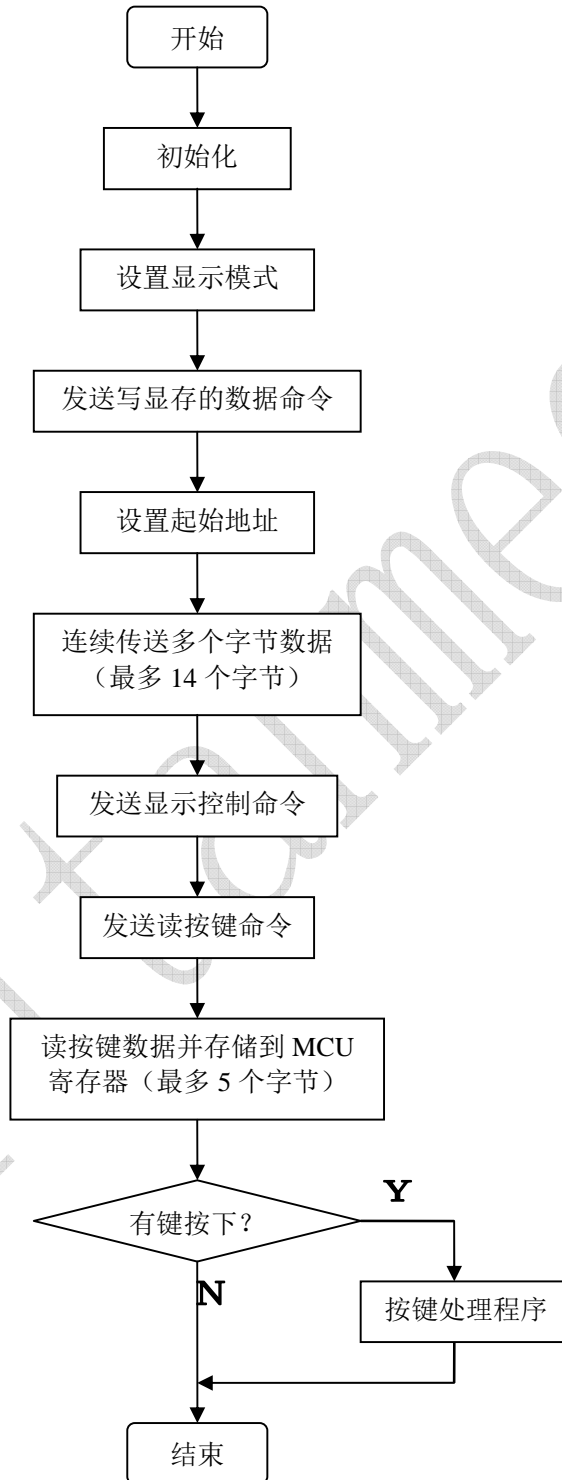 开始
初始化
设置显示模式
发送写显存的数据命令
设置起始地址
连续传送多个字节数据
（最多 14 个字节）
发送显示控制命令
发送读按键命令
读按键数据并存储到 MCU
寄存器（最多 5 个字节）
有键按下？
Y
N
按键处理程序
结束